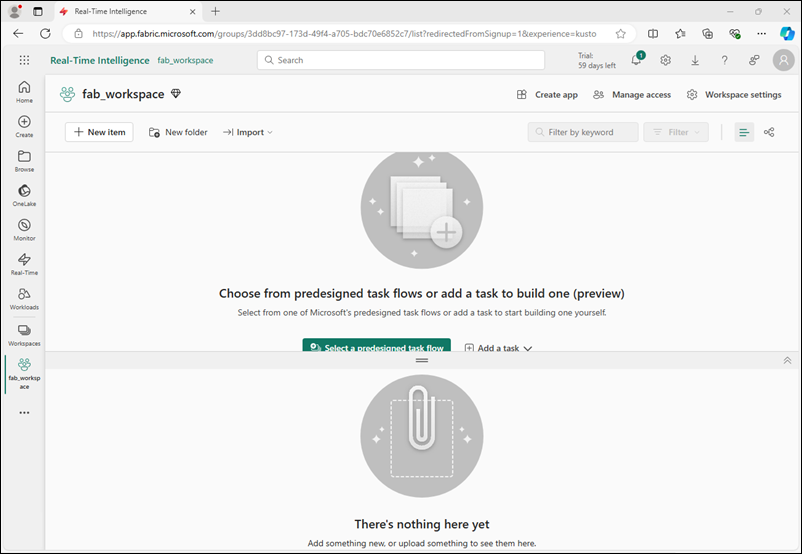 Real-Time Intelligence
https://app.fabric.microsoft.com/groups/3dd8bc97-173d-49f4-a705-bdc70e6852c7/list?redirectedFromSignup=1&experience=kusto
Real-Time Intelligence fab_workspace
Search
Trial:
59 days left
1
?
Home
Create
Browse
OneLake
Monitor
Real-Time
Workloads
Workspaces
fab_worksp
ace
fab_workspace
Create app
Manage access
Workspace settings
New item
New folder
Import
Filter by keyword
Filter
Choose from predesigned task flows or add a task to build one (preview)
Select from one of Microsoft's predesigned task flows or add a task to start building one yourself.
Select a predesigned task flow
Add a task
There's nothing here yet
Add something new, or upload something to see them here.